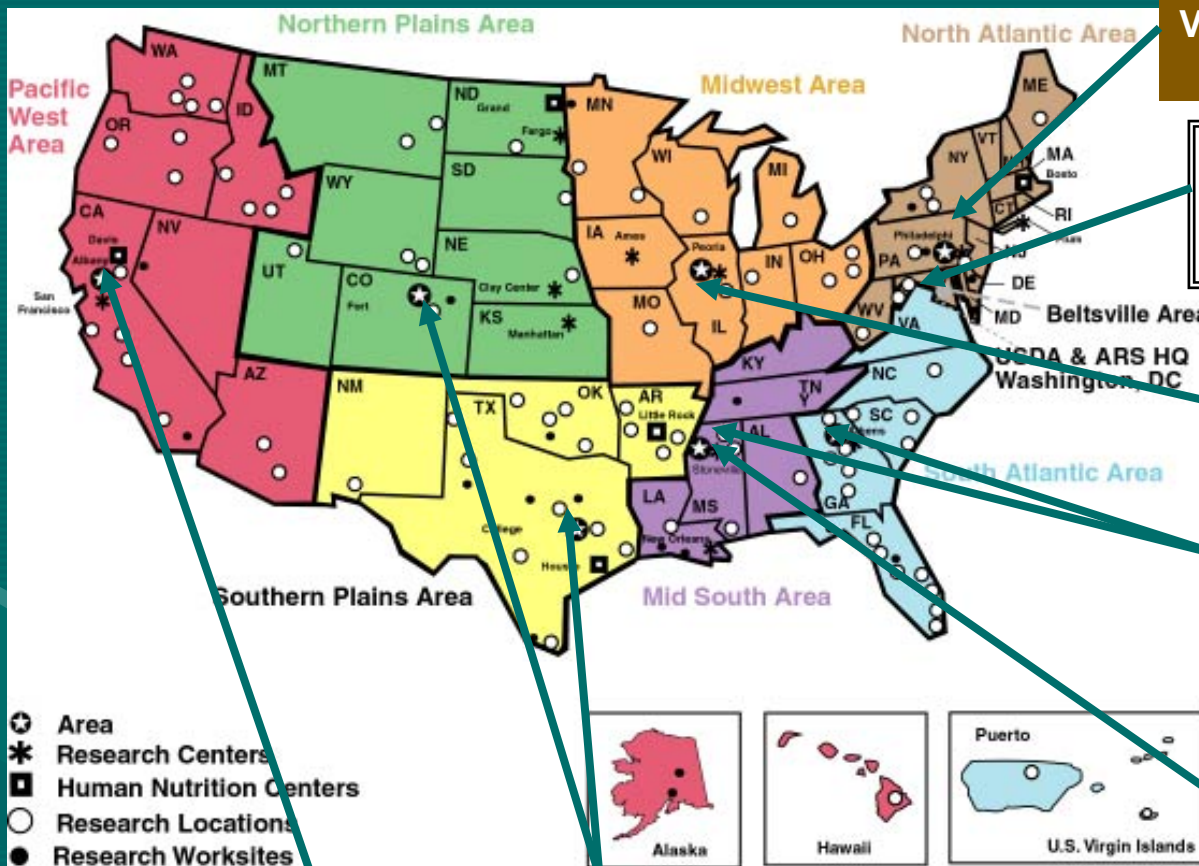 Northern Plains Area
North Atlantic Area
V
Midwest Area
Pacific
West
Area
WA
OR
ID
MT
ND
Grand
Fargo
MN
WI
MI
ME
VT
NY
MA
Bosto
CT
RI
SD
WY
CA
NV
Davis
Albany
San
Francisco
UT
CO
Fort
NE
Clay Center
KS
Manhattan
IA
Ames
MO
Peoria
IL
IN
OH
Philadelphi
PA
NJ
DE
MD
WV
VA
Beltsville Area
USDA & ARS HQ
Washington, DC
AZ
NM
TX
OK
AR
Little Rock
KY
TN
NC
SC
AL
GA
South Atlantic Area
LA
MS
New Orleans
FL
College
Southern Plains Area
Mid South Area
Area
Research Centers
Human Nutrition Centers
Research Locations
Research Worksites
Alaska
Hawaii
Puerto
U.S. Virgin Islands